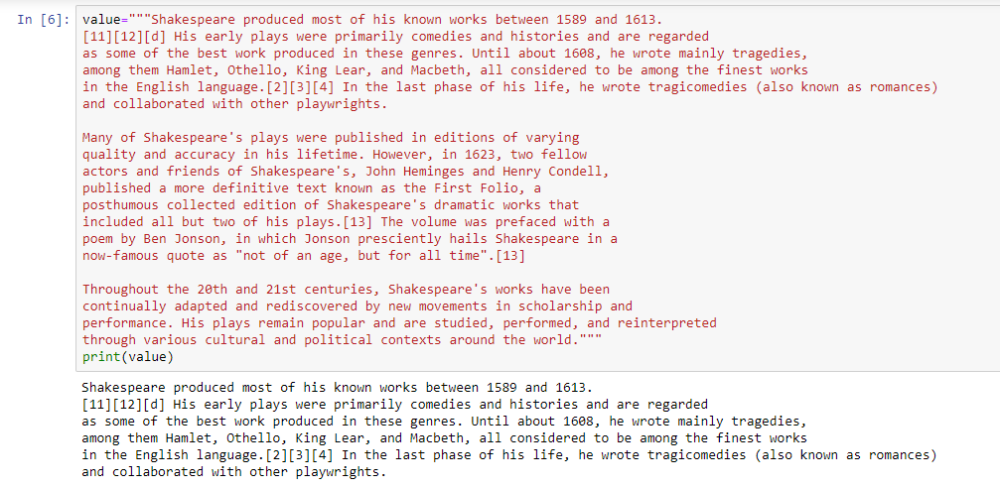 In [6]: value="""Shakespeare produced most of his known works between 1589 and 1613.
[11][12][d] His early plays were primarily comedies and histories and are regarded
as some of the best work produced in these genres. Until about 1608, he wrote mainly tragedies,
among them Hamlet, Othello, King Lear, and Macbeth, all considered to be among the finest works
in the English language.[2][3][4] In the last phase of his life, he wrote tragicomedies (also known as romances)
and collaborated with other playwrights.

Many of Shakespeare's plays were published in editions of varying
quality and accuracy in his lifetime. However, in 1623, two fellow
actors and friends of Shakespeare's, John Heminges and Henry Condell,
published a more definitive text known as the First Folio, a
posthumous collected edition of Shakespeare's dramatic works that
included all but two of his plays.[13] The volume was prefaced with a
poem by Ben Jonson, in which Jonson presciently hails Shakespeare in a
now-famous quote as "not of an age, but for all time".[13]

Throughout the 20th and 21st centuries, Shakespeare's works have been
continually adapted and rediscovered by new movements in scholarship and
performance. His plays remain popular and are studied, performed, and reinterpreted
through various cultural and political contexts around the world."""
print(value)

Shakespeare produced most of his known works between 1589 and 1613.
[11][12][d] His early plays were primarily comedies and histories and are regarded
as some of the best work produced in these genres. Until about 1608, he wrote mainly tragedies,
among them Hamlet, Othello, King Lear, and Macbeth, all considered to be among the finest works
in the English language.[2][3][4] In the last phase of his life, he wrote tragicomedies (also known as romances)
and collaborated with other playwrights.